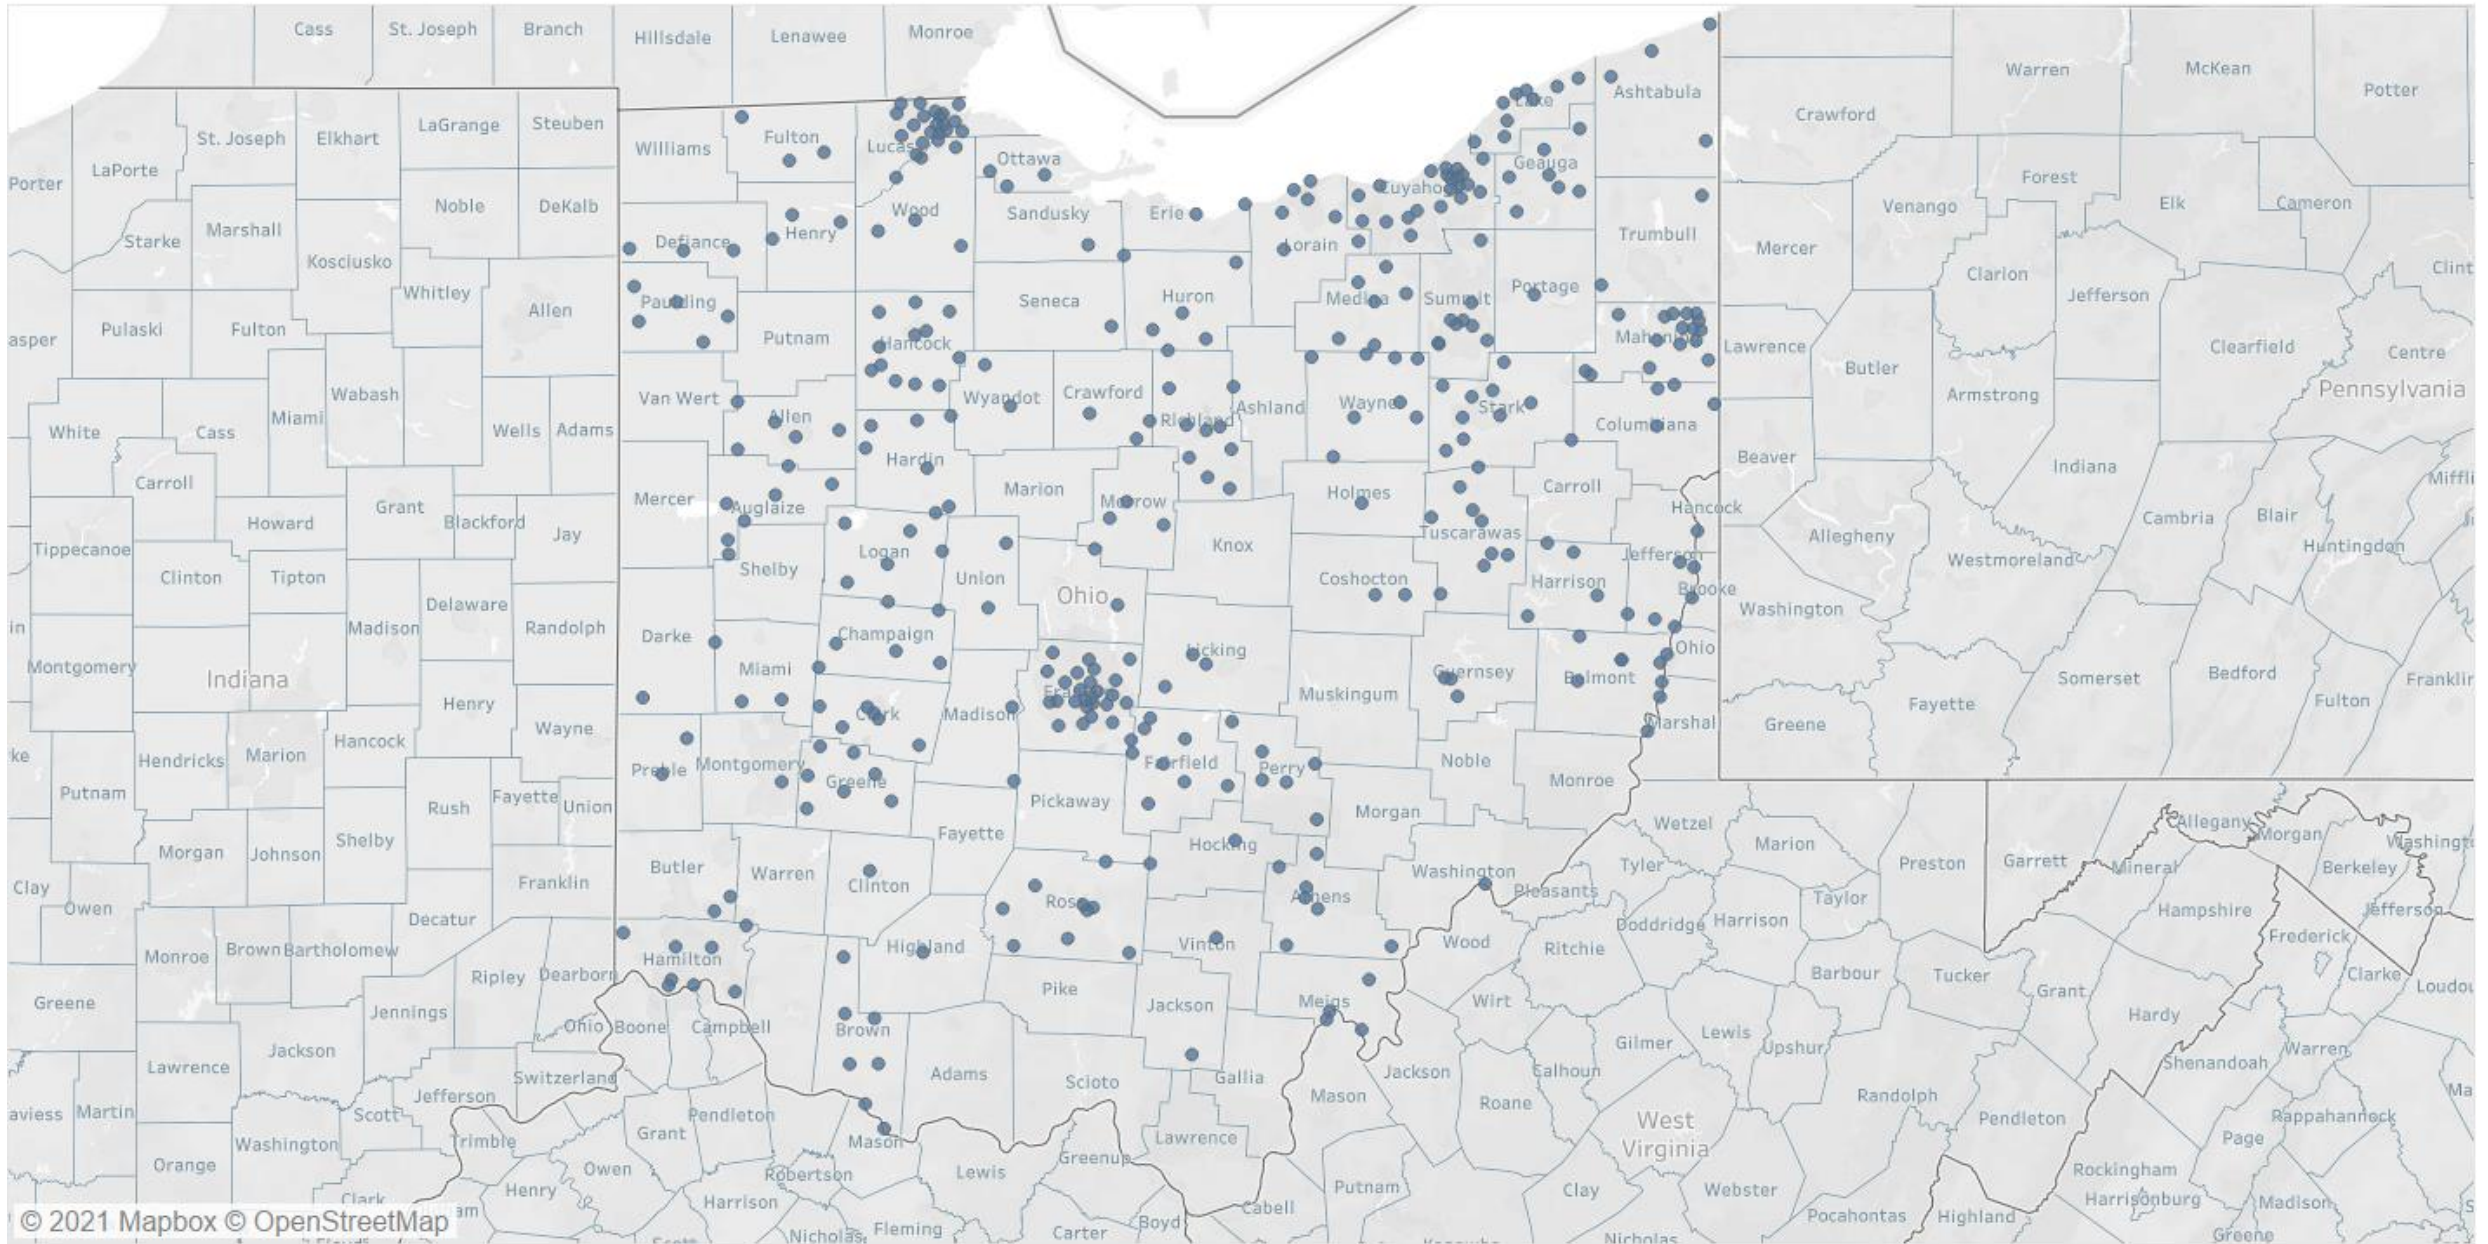 Cass
St. Joseph
Branch
Hillsdale
Lenawee
Monroe
Warren
McKean
Potter
Crawford
Ashtabula
Lake
St. Joseph
Elkhart
LaGrange
Steuben
Williams
Fulton
Lucas
Ottawa
Geauga
Forest
Elk
Cameron
Porter
LaPorte
Noble
DeKalb
Defiance
Henry
Wood
Sandusky
Erie
Lorain
Trumbull
Venango
Mercer
Clarion
Starke
Marshall
Kosciusko
Whitley
Allen
Paulding
Seneca
Huron
Medina
Summit
Portage
Jefferson
Clint
asper
Pulaski
Fulton
Putnam
Hancock
Lawrence
Butler
Armstrong
Clearfield
Centre
Pennsylvania
White
Cass
Miami
Wabash
Wells
Adams
Van Wert
Allen
Wyandot
Crawford
Richland
Ashland
Wayne
Stark
Columbiana
Beaver
Indiana
Carroll
Grant
Blackford
Jay
Mercer
Auglaize
Hardin
Marion
Morrow
Holmes
Carroll
Hancock
Allegheny
Westmoreland
Cambria
Blair
Huntingdon
Miffli
Howard
Tippecanoe
Clinton
Tipton
Delaware
Randolph
Shelby
Logan
Union
Ohio
Knox
Coshocton
Tuscarawas
Harrison
Jefferson
Brooke
Washington
in
Montgomery
Indiana
Madison
Henry
Wayne
Darke
Miami
Champaign
Clark
Madison
Licking
Muskingum
Guernsey
Belmont
Ohio
Marshal
Greene
Fayette
Somerset
Bedford
Fulton
Franklin
ke
Putnam
Hendricks
Marion
Hancock
Rush
Fayette
Union
Preble
Montgomery
Greene
Fayette
Pickaway
Fairfield
Perry
Morgan
Noble
Monroe
Morgan
Johnson
Shelby
Franklin
Butler
Warren
Clinton
Hocking
Washington
Wetzel
Tyler
Pleasants
Marion
Preston
Garrett
Allegany
Mineral
Morgan
Berkeley
Clay
Owen
Monroe
Brown
Bartholomew
Decatur
Ripley
Dearborn
Hamilton
Highland
Ross
Vinton
Athens
Wood
Ritchie
Doddridge
Harrison
Taylor
Barbour
Tucker
Grant
Hampshire
Hardy
Frederick
Jefferson
Clarke
Greene
Lawrence
Jackson
Jennings
Jefferson
Switzerland
Ohio
Boone
Campbell
Brown
Adams
Pike
Scioto
Jackson
Gallia
Meigs
Mason
Jackson
Wirt
Roane
Calhoun
Gilmer
Lewis
Upshur
Randolph
Pendleton
Shenandoah
Warren
Rappahannock
Page
aviess
Martin
Orange
Washington
Scott
Clark
Trimble
Henry
Owen
Grant
Pendleton
Harrison
Robertson
Mason
Nicholas
Fleming
Lewis
Greenup
Carter
Boyd
Lawrence
Cabell
Putnam
Clay
Nicholas
West
Virginia
Webster
Pocahontas
Highland
Rockingham
Harrisonburg
Madison
Greene
© 2021 Mapbox © OpenStreetMap